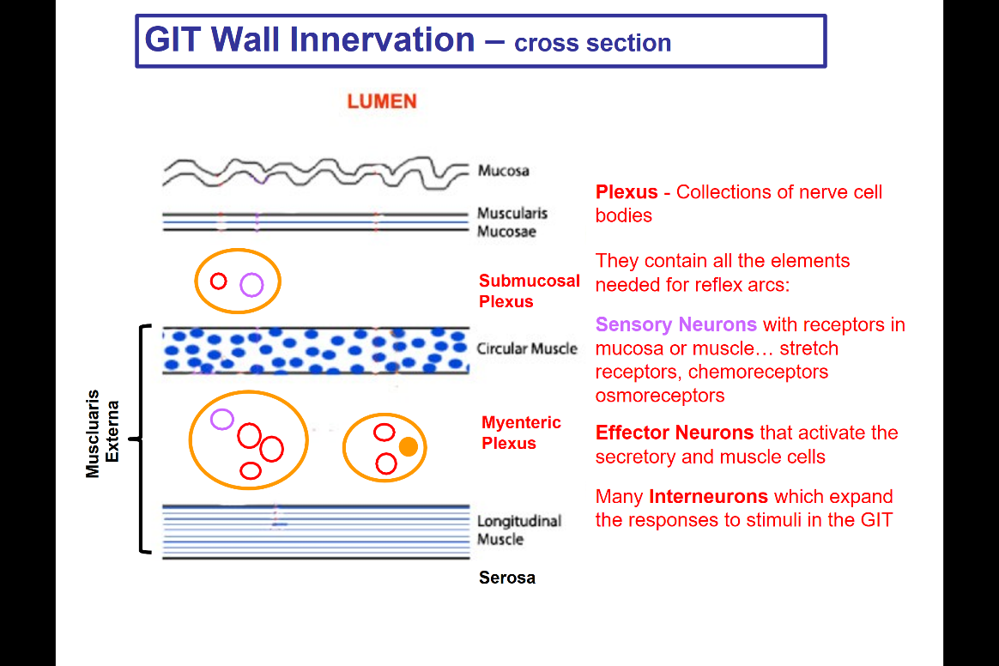 GIT Wall Innervation – cross section
LUMEN
Mucosa
Muscularis
Mucosae
Submucosal
Plexus
Circular Muscle
Myenteric
Plexus
Longitudinal
Muscle
Serosa
Muscluaris
Externa
Plexus - Collections of nerve cell
bodies
They contain all the elements
needed for reflex arcs:
Sensory Neurons with receptors in
mucosa or muscle… stretch
receptors, chemoreceptors
osmoreceptors
Effector Neurons that activate the
secretory and muscle cells
Many Interneurons which expand
the responses to stimuli in the GIT